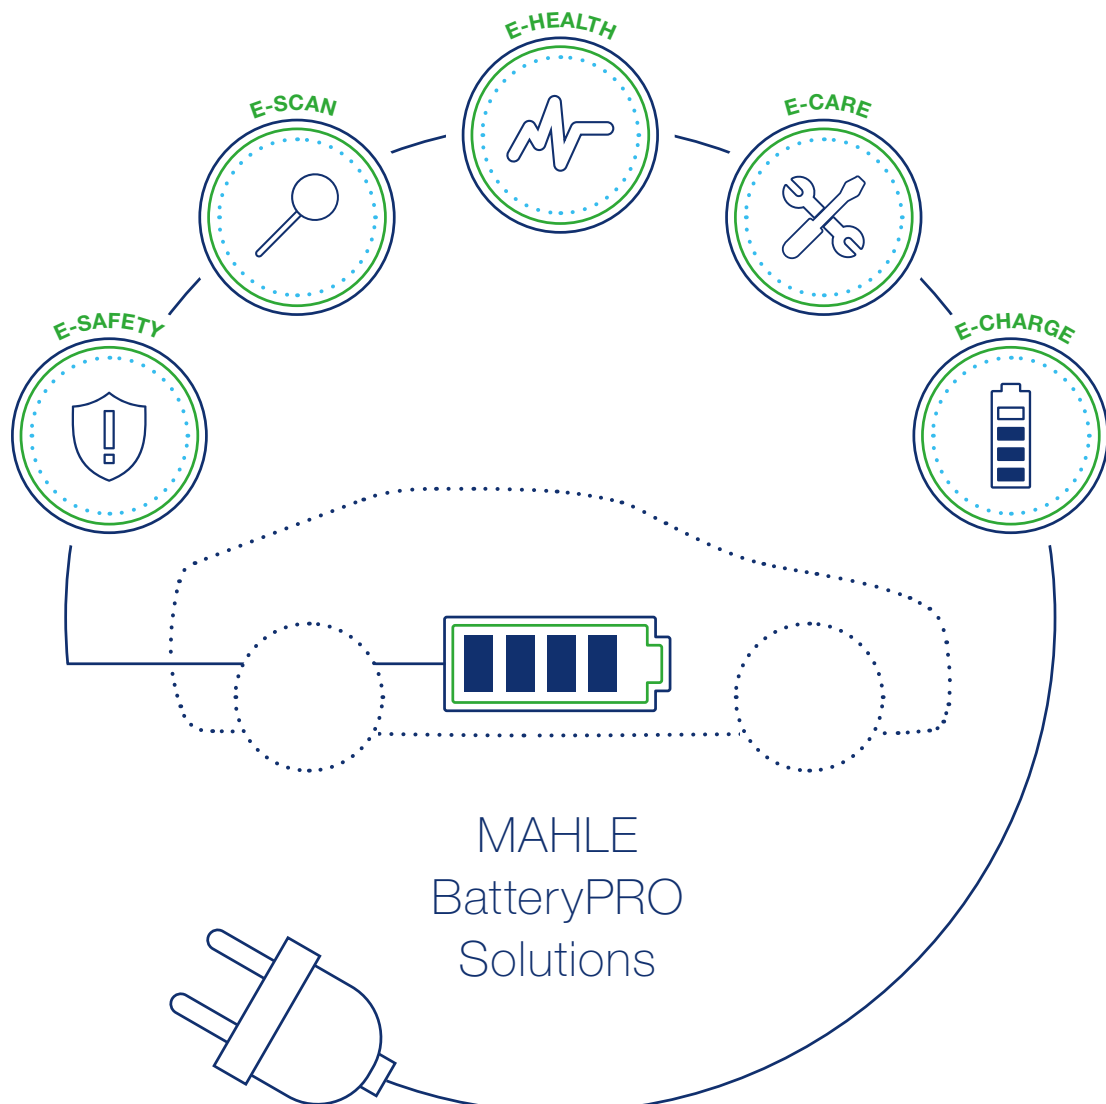 E-HEALTH
E-SCAN
E-CARE
E-SAFETY
E-CHARGE
MAHLE
BatteryPRO
Solutions